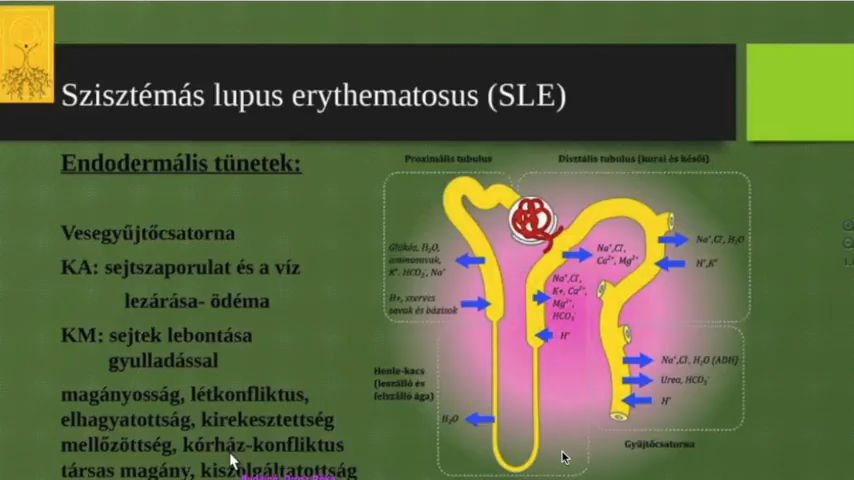 Szisztémás lupus erythematosus (SLE)
Endodermális tünetek:
Vesegyűjtőcsatorna
KA: sejtszaporulat és a víz
lezárása- ödéma
KM: sejtek lebontása
gyulladással
magányosság, létkonfliktus,
elhagyatottság, kirekesztettség
mellőzöttség, kórház-konfliktus
társas magány, kiszolgáltatottság
Proximális tubulus
Disztális tubulus (korai és késői)
Glükóz, H₂O,
aminosavak,
K⁺, HCO₃⁻, Na⁺
H+, szerves
savak és bázisok
Na⁺,Cl⁻,
Ca²⁺, Mg²⁺
Na⁺,Cl⁻,
K+, Ca²⁺,
Mg²⁺,
HCO₃⁻
H⁺
Na⁺,Cl⁻, H₂O
H⁺,K⁺
Henle-kacs
(leszálló és
felszálló ága)
H₂O
Na⁺,Cl⁻, H₂O (ADH)
Urea, HCO₃⁻
H⁺
Gyűjtőcsatorna